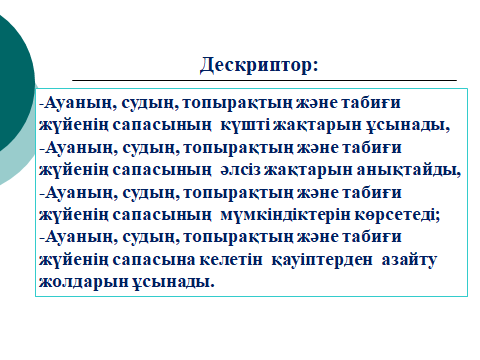 Дескриптор:
-Ауаның, судың, топырақтың және табиғи
жүйенің сапасының  күшті жақтарын ұсынады,
-Ауаның, судың, топырақтың және табиғи
жүйенің сапасының  әлсіз жақтарын анықтайды,
-Ауаның, судың, топырақтың және табиғи
жүйенің сапасының  мүмкіндіктерін көрсетеді;
-Ауаның, судың, топырақтың және табиғи
жүйенің сапасына келетін  қауіптерден  азайту
жолдарын ұсынады.